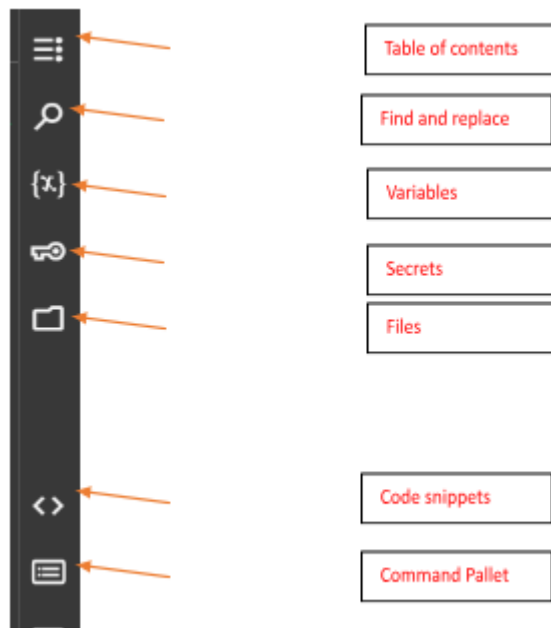 Table of contents
Find and replace
{x}
Variables
Secrets
Files
Code snippets
Command Pallet